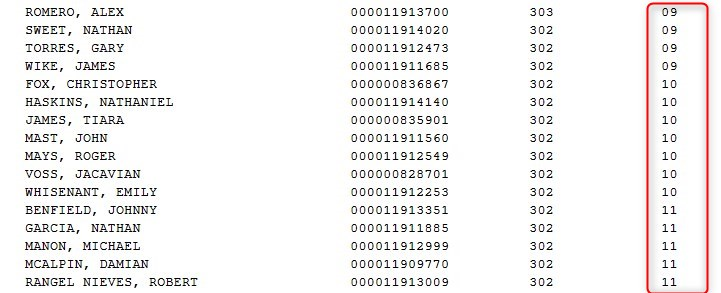 ROMERO, ALEX 000011913700 303 09
SWEET, NATHAN 000011914020 302 09
TORRES, GARY 000011912473 302 09
WIKE, JAMES 000011911685 302 09
FOX, CHRISTOPHER 000000836867 302 10
HASKINS, NATHANIEL 000011914140 302 10
JAMES, TIARA 000000835901 302 10
MAST, JOHN 000011911560 302 10
MAYS, ROGER 000011912549 302 10
VOSS, JACAVIAN 000000828701 302 10
WHISENANT, EMILY 000011912253 302 10
BENFIELD, JOHNNY 000011913351 302 11
GARCIA, NATHAN 000011911885 302 11
MANON, MICHAEL 000011912999 302 11
MCALPIN, DAMIAN 000011909770 302 11
RANGEL NIEVES, ROBERT 000011913009 302 11